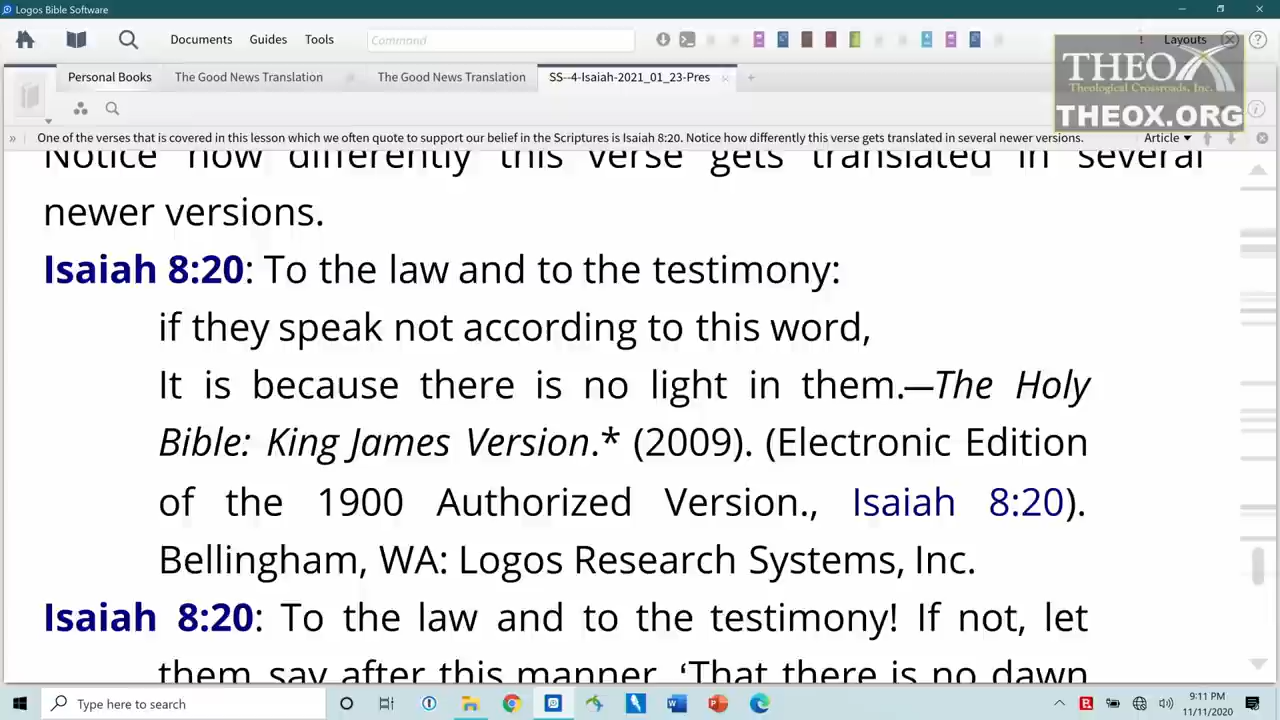 Logos Bible Software
Documents Guides Tools Command Layouts
THEOX
Theological Crossroads, Inc.
THEOX.ORG
Personal Books The Good News Translation The Good News Translation SS--4-Isaiah-2021_01_23-Pres
One of the verses that is covered in this lesson which we often quote to support our belief in the Scriptures is Isaiah 8:20. Notice how differently this verse gets translated in several newer versions. Article
Notice how differently this verse gets translated in several
newer versions.
Isaiah 8:20: To the law and to the testimony:
if they speak not according to this word,
It is because there is no light in them.—The Holy
Bible: King James Version.* (2009). (Electronic Edition
of the 1900 Authorized Version., Isaiah 8:20).
Bellingham, WA: Logos Research Systems, Inc.
Isaiah 8:20: To the law and to the testimony! If not, let
them say after this manner, ‘That there is no dawn
Type here to search
9:11 PM
11/11/2020